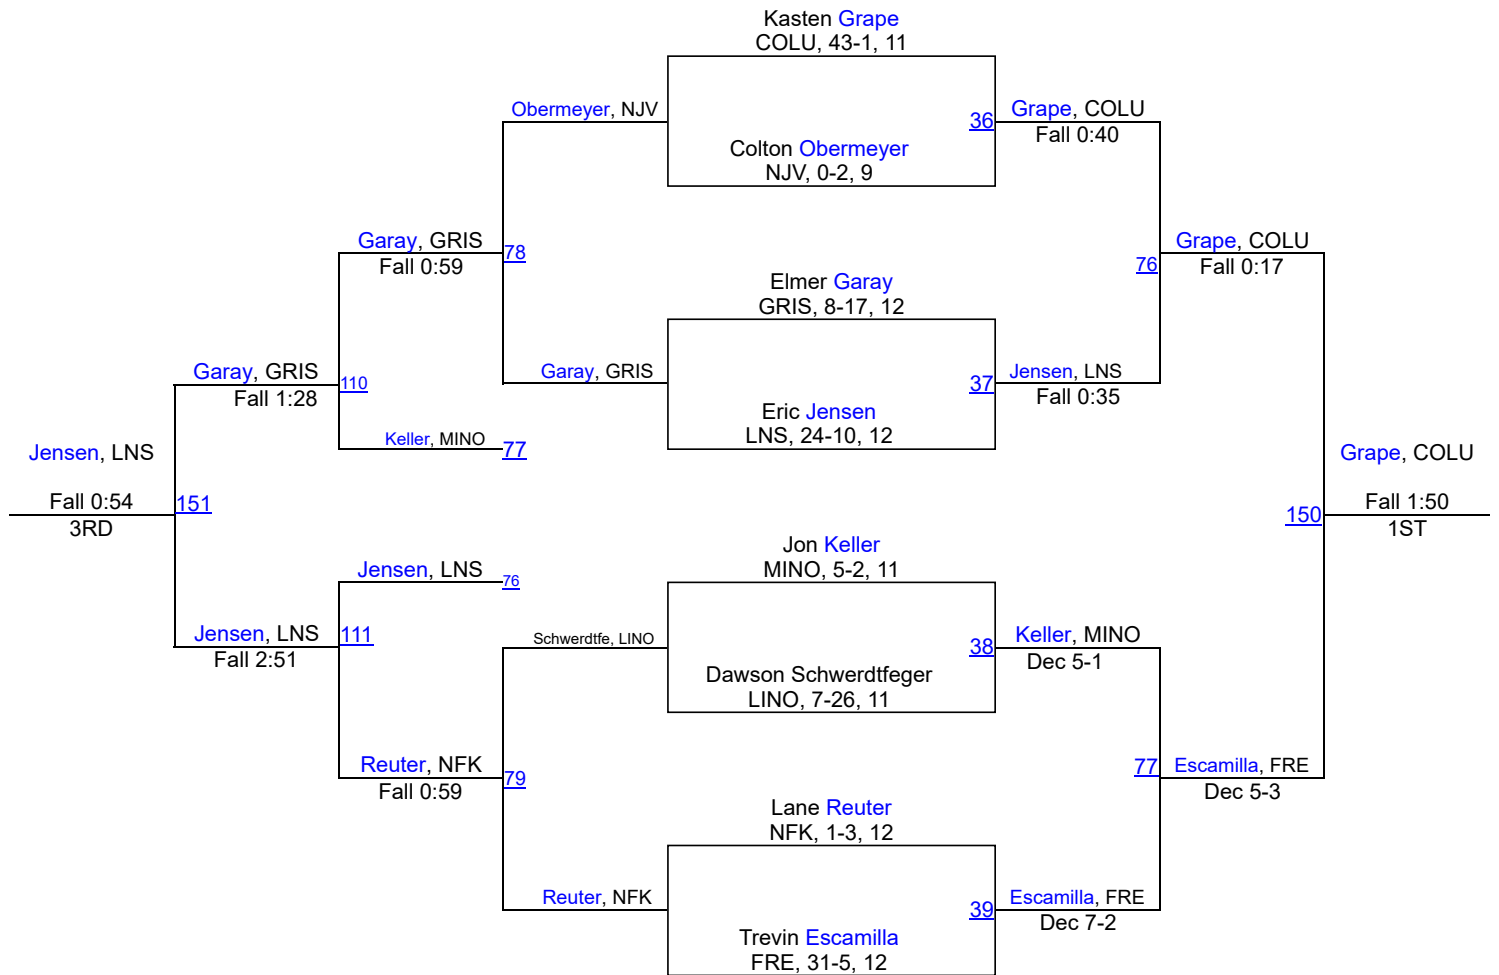 Kasten Grape
COLU, 43-1, 11
Obermeyer, NJV
36
Grape, COLU
Fall 0:40
Colton Obermeyer
NJV, 0-2, 9
Garay, GRIS
Fall 0:59
78
Grape, COLU
Fall 0:17
76
Elmer Garay
GRIS, 8-17, 12
Garay, GRIS
Fall 1:28
110
Garay, GRIS
37
Jensen, LNS
Fall 0:35
Eric Jensen
LNS, 24-10, 12
Keller, MINO
77
Jensen, LNS
Fall 0:54
3RD
151
Grape, COLU
Fall 1:50
1ST
150
Jon Keller
MINO, 5-2, 11
Jensen, LNS
76
Jensen, LNS
Fall 2:51
111
Schwerdtfe, LINO
38
Keller, MINO
Dec 5-1
Dawson Schwerdtfeger
LINO, 7-26, 11
Reuter, NFK
Fall 0:59
79
77
Escamilla, FRE
Dec 5-3
Lane Reuter
NFK, 1-3, 12
Reuter, NFK
39
Escamilla, FRE
Dec 7-2
Trevin Escamilla
FRE, 31-5, 12